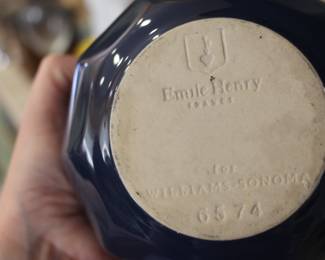 Emile Henry
FRANCE
for
WILLIAMS-SONOMA
6574